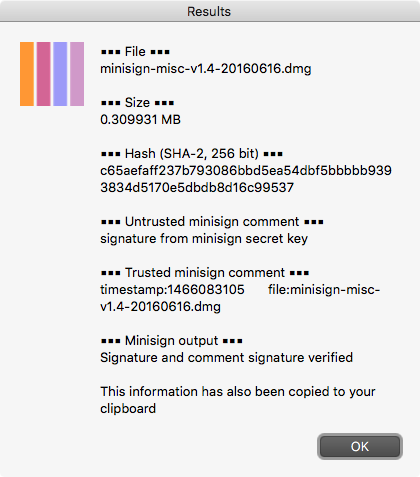 Results
▪▪▪ File ▪▪▪
minisign-misc-v1.4-20160616.dmg
▪▪▪ Size ▪▪▪
0.309931 MB
▪▪▪ Hash (SHA-2, 256 bit) ▪▪▪
c65aefaff237b793086bbd5ea54dbf5bbbbb939
3834d5170e5dbdb8d16c99537
▪▪▪ Untrusted minisign comment ▪▪▪
signature from minisign secret key
▪▪▪ Trusted minisign comment ▪▪▪
timestamp:1466083105 file:minisign-misc-
v1.4-20160616.dmg
▪▪▪ Minisign output ▪▪▪
Signature and comment signature verified
This information has also been copied to your
clipboard
OK